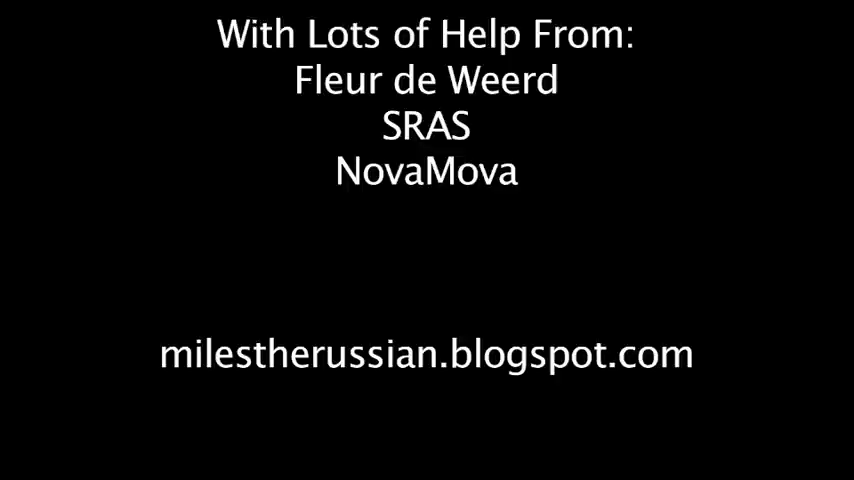 With Lots of Help From:
Fleur de Weerd
SRAS
NovaMova
milestherussian.blogspot.com